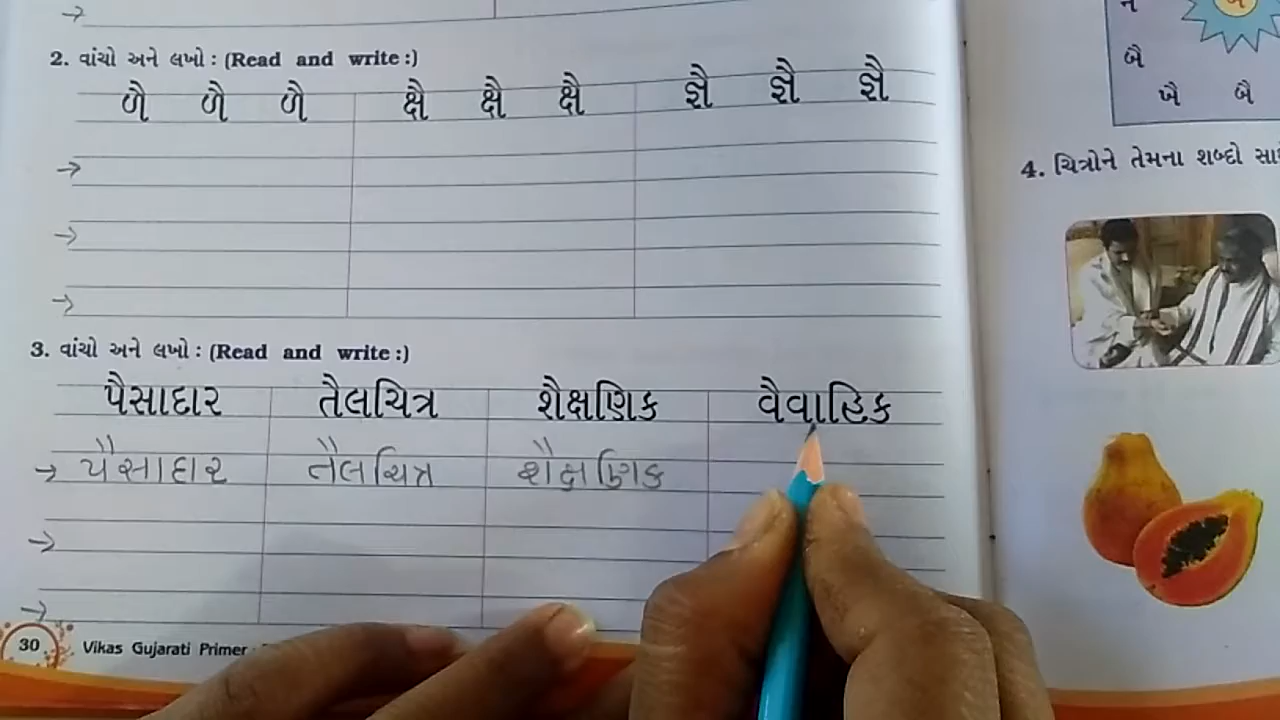 2. વાંચો અને લખો : (Read and write :)
ળૈ ળૈ ળૈ ક્ષૈ ક્ષૈ ક્ષૈ જ્ઞૈ જ્ઞૈ જ્ઞૈ
3. વાંચો અને લખો : (Read and write :)
પૈસાદાર તૈલચિત્ર શૈક્ષણિક વૈવાહિક
પૈસાદાર તૈલચિત્ર શૈક્ષણિક
30 Vikas Gujarati Primer
બૈ
ખૈ બૈ
4. ચિત્રોને તેમના શબ્દો